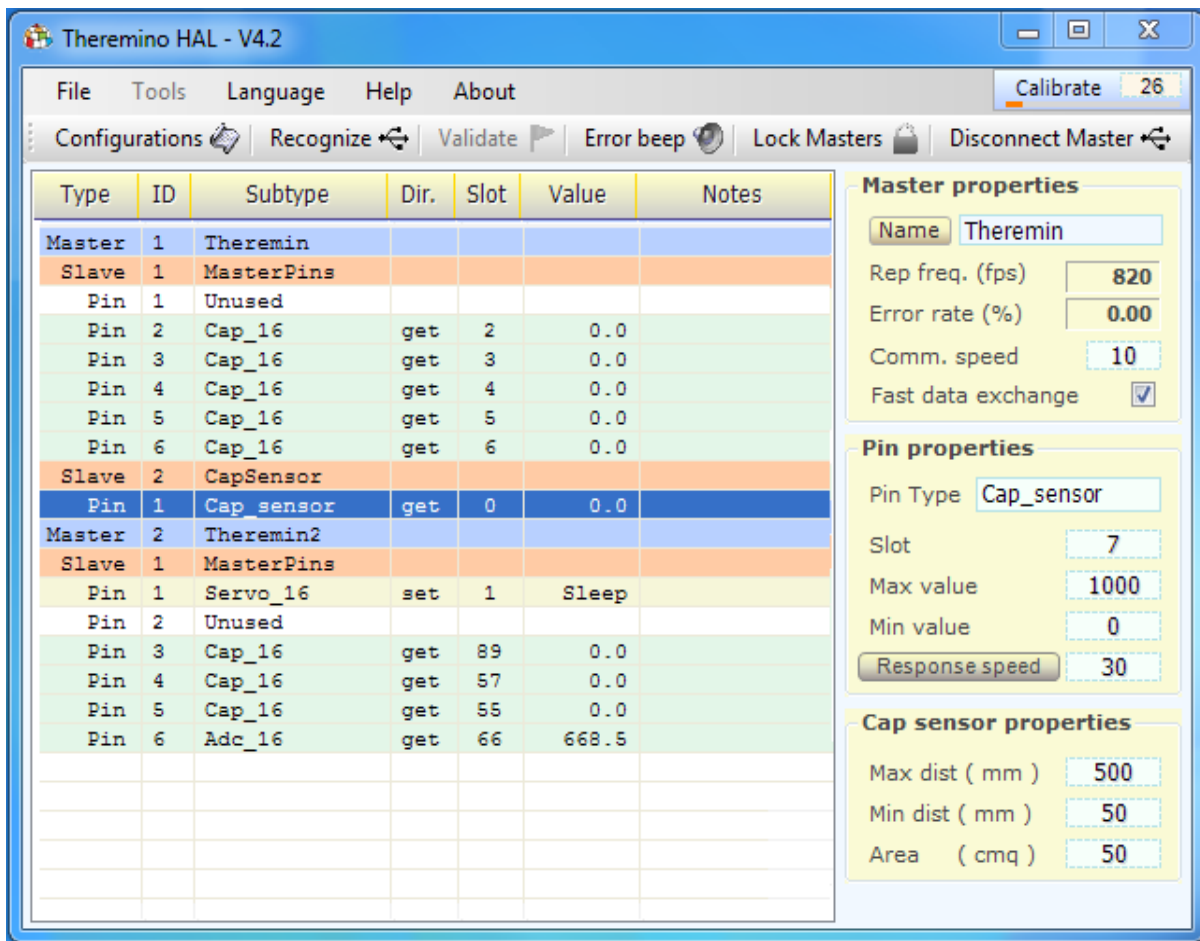 Theremino HAL - V4.2
File Tools Language Help About Calibrate 26
Configurations Recognize Validate Error beep Lock Masters Disconnect Master
Type ID Subtype Dir. Slot Value Notes
Master 1 Theremin
Slave 1 MasterPins
Pin 1 Unused
Pin 2 Cap_16 get 2 0.0
Pin 3 Cap_16 get 3 0.0
Pin 4 Cap_16 get 4 0.0
Pin 5 Cap_16 get 5 0.0
Pin 6 Cap_16 get 6 0.0
Slave 2 CapSensor
Pin 1 Cap_sensor get 0 0.0
Master 2 Theremin2
Slave 1 MasterPins
Pin 1 Servo_16 set 1 Sleep
Pin 2 Unused
Pin 3 Cap_16 get 89 0.0
Pin 4 Cap_16 get 57 0.0
Pin 5 Cap_16 get 55 0.0
Pin 6 Adc_16 get 66 668.5
Master properties
Name Theremin
Rep freq. (fps) 820
Error rate (%) 0.00
Comm. speed 10
Fast data exchange
Pin properties
Pin Type Cap_sensor
Slot 7
Max value 1000
Min value 0
Response speed 30
Cap sensor properties
Max dist ( mm ) 500
Min dist ( mm ) 50
Area ( cmq ) 50